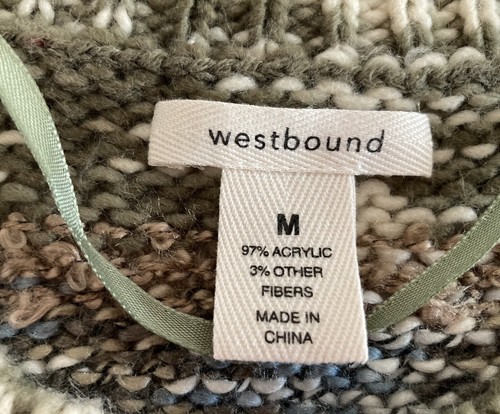 westbound
M
97% ACRYLIC
3% OTHER
FIBERS
MADE IN
CHINA